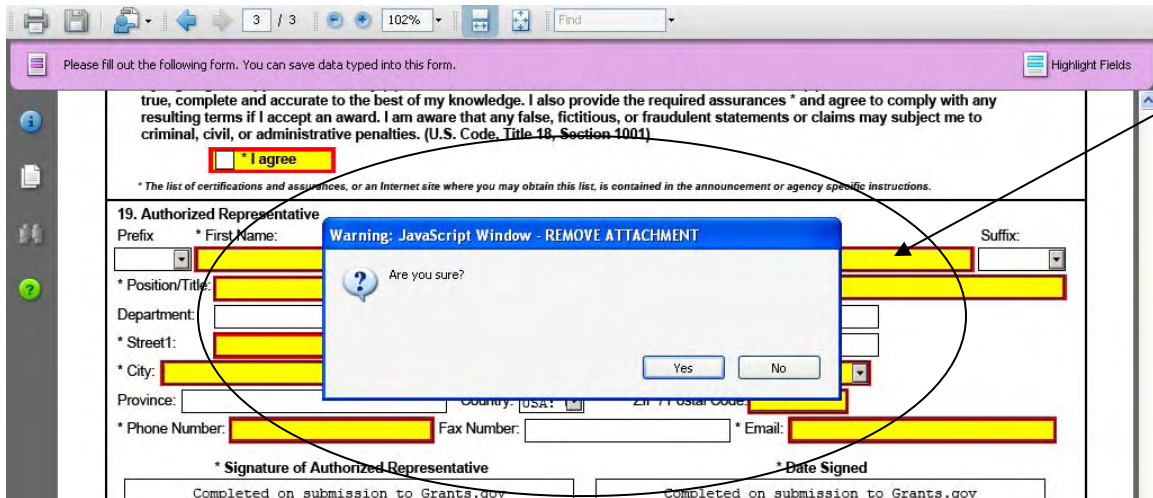 3 / 3 102% Find
Please fill out the following form. You can save data typed into this form. Highlight Fields
true, complete and accurate to the best of my knowledge. I also provide the required assurances * and agree to comply with any
resulting terms if I accept an award. I am aware that any false, fictitious, or fraudulent statements or claims may subject me to
criminal, civil, or administrative penalties. (U.S. Code, Title 18, Section 1001)
* I agree
* The list of certifications and assurances, or an Internet site where you may obtain this list, is contained in the announcement or agency specific instructions.
19. Authorized Representative
Prefix * First Name: Suffix:
Warning: JavaScript Window - REMOVE ATTACHMENT
Are you sure?
Yes No
* Position/Title:
Department:
* Street1:
* City:
Province: Country: USA: ZIP / Postal Code:
* Phone Number: Fax Number: * Email:
* Signature of Authorized Representative * Date Signed
Completed on submission to Grants.gov Completed on submission to Grants.gov